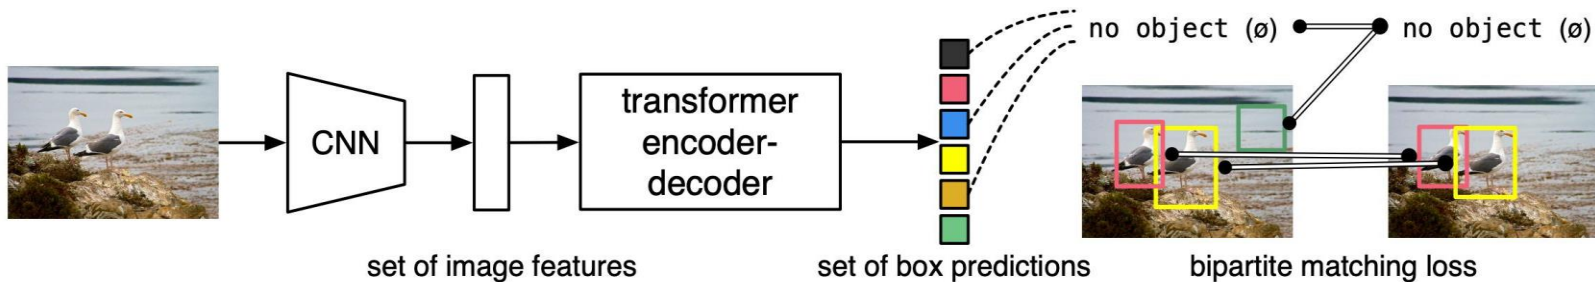 no object (ø)
no object (ø)
CNN
transformer
encoder-
decoder
set of image features
set of box predictions
bipartite matching loss